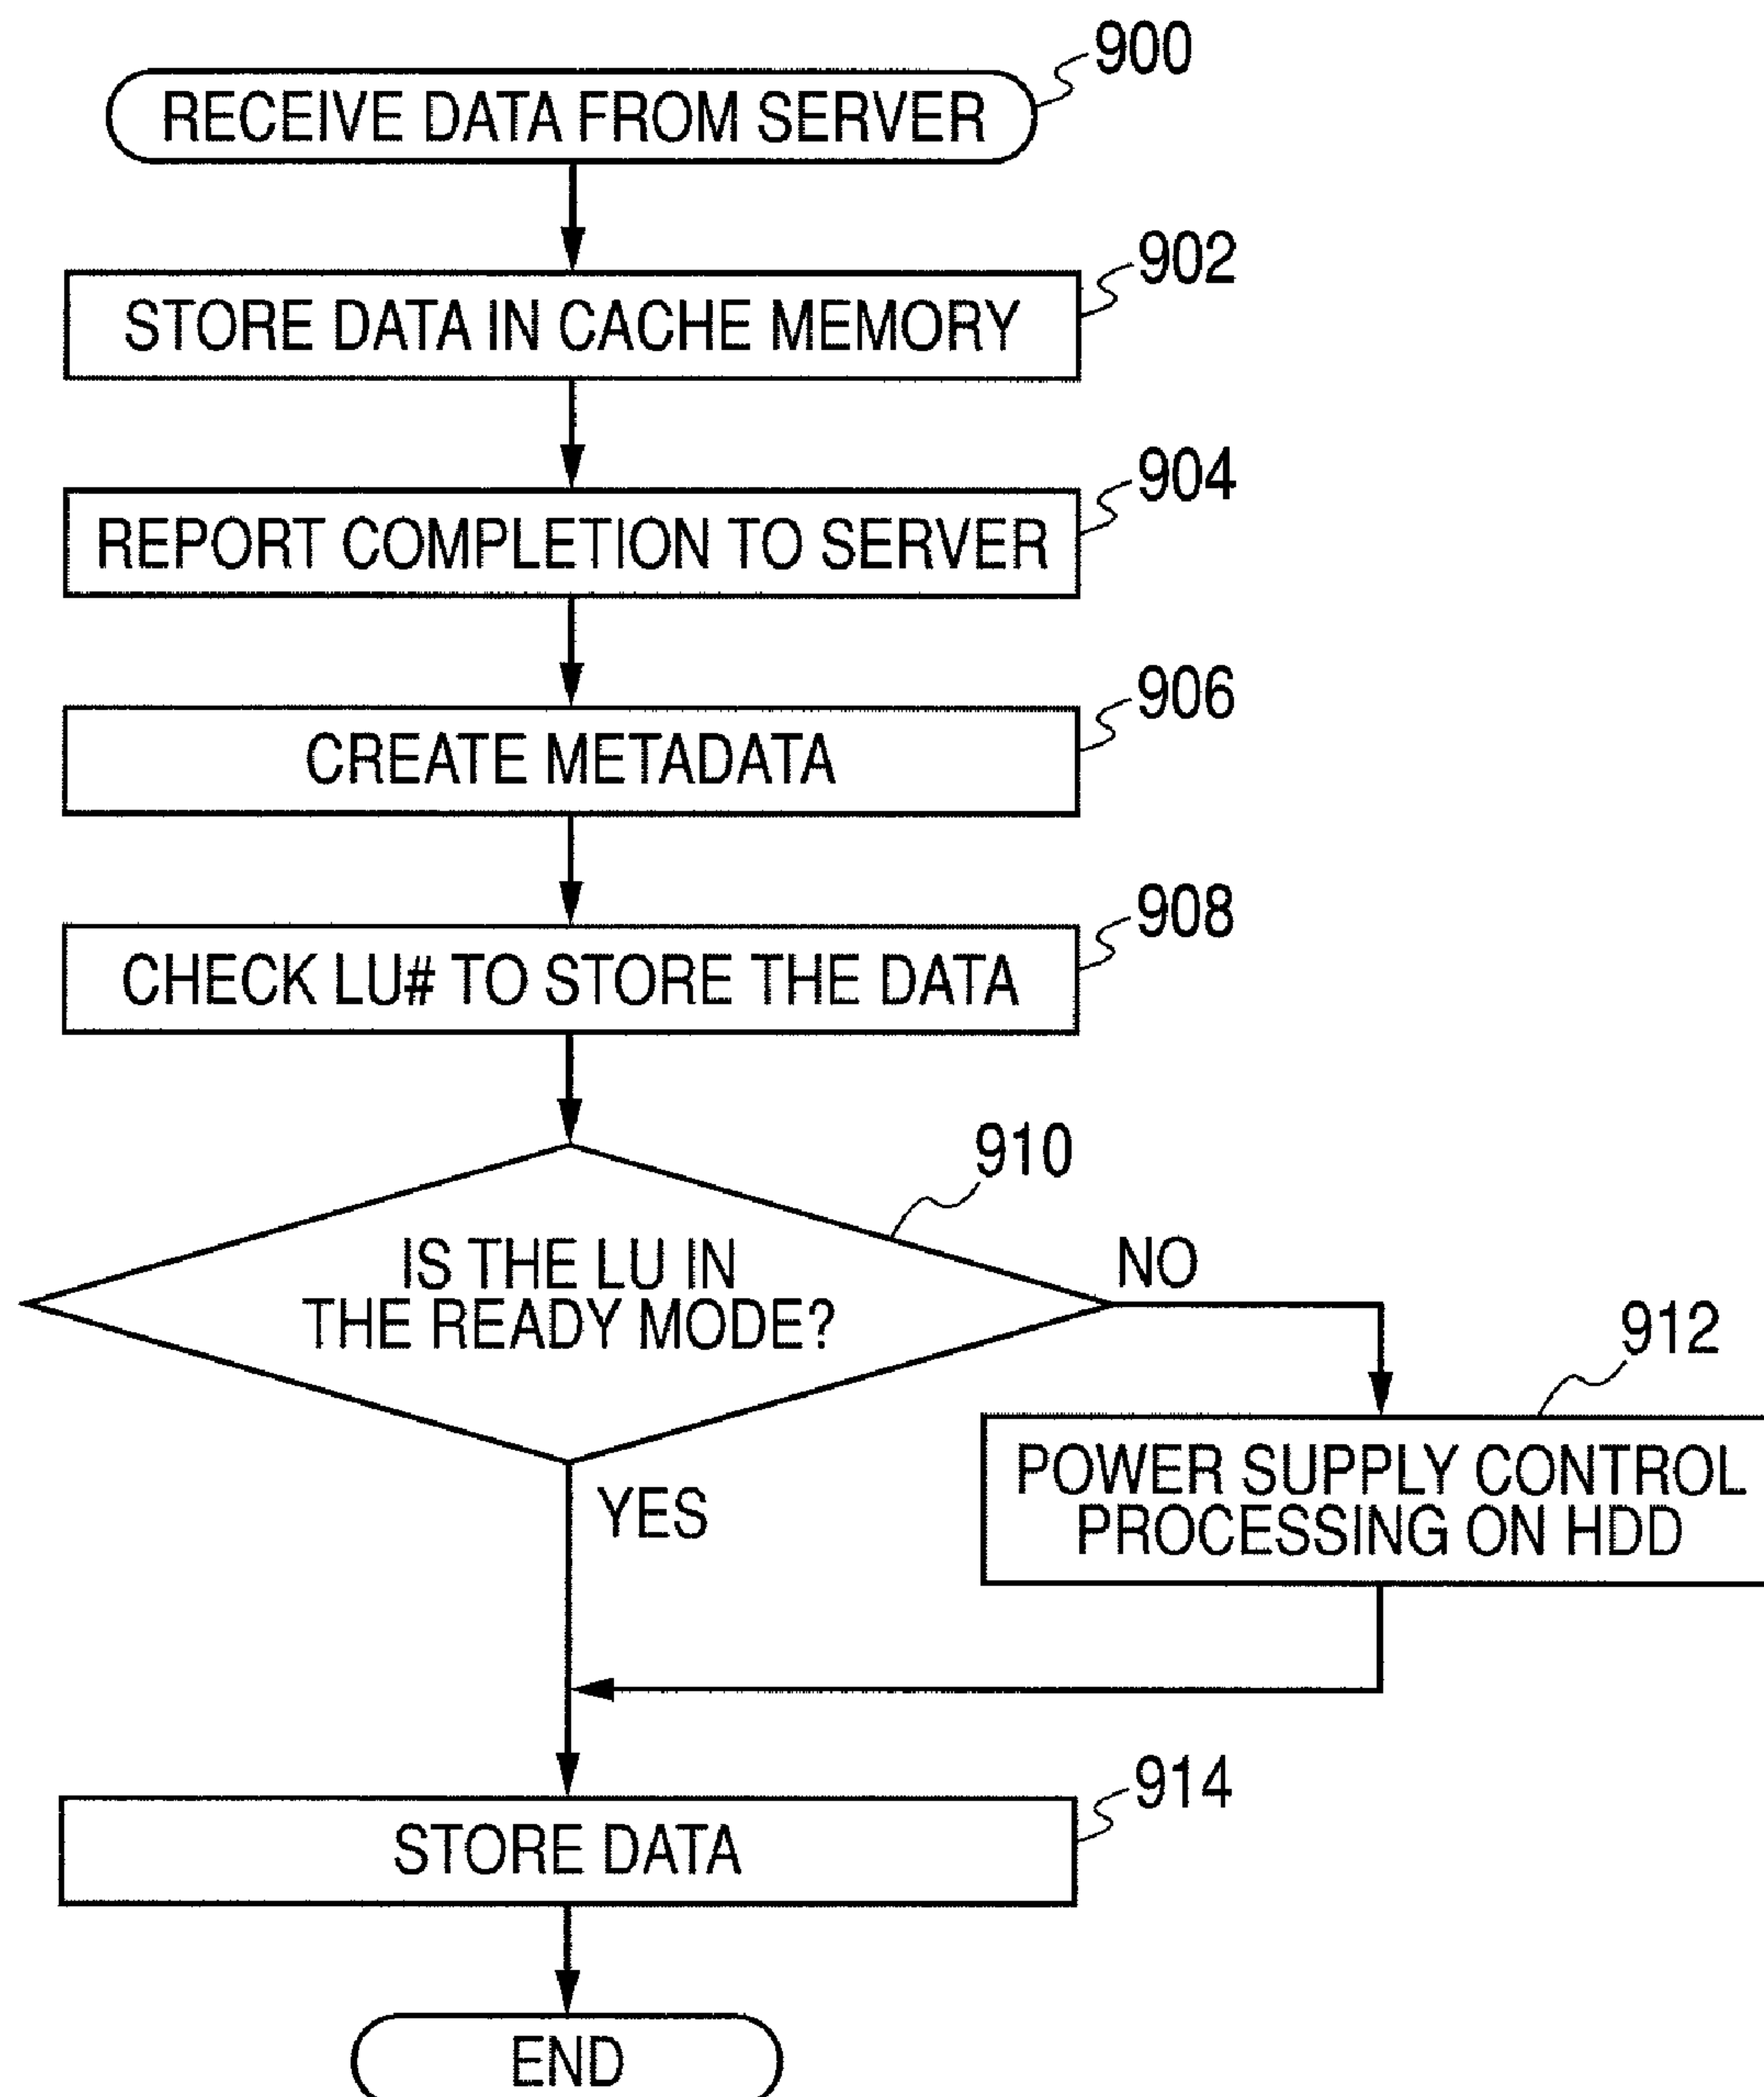 900
RECEIVE DATA FROM SERVER
902
STORE DATA IN CACHE MEMORY
904
REPORT COMPLETION TO SERVER
906
CREATE METADATA
908
CHECK LU# TO STORE THE DATA
910
IS THE LU IN
THE READY MODE?
NO
912
POWER SUPPLY CONTROL
PROCESSING ON HDD
YES
914
STORE DATA
END